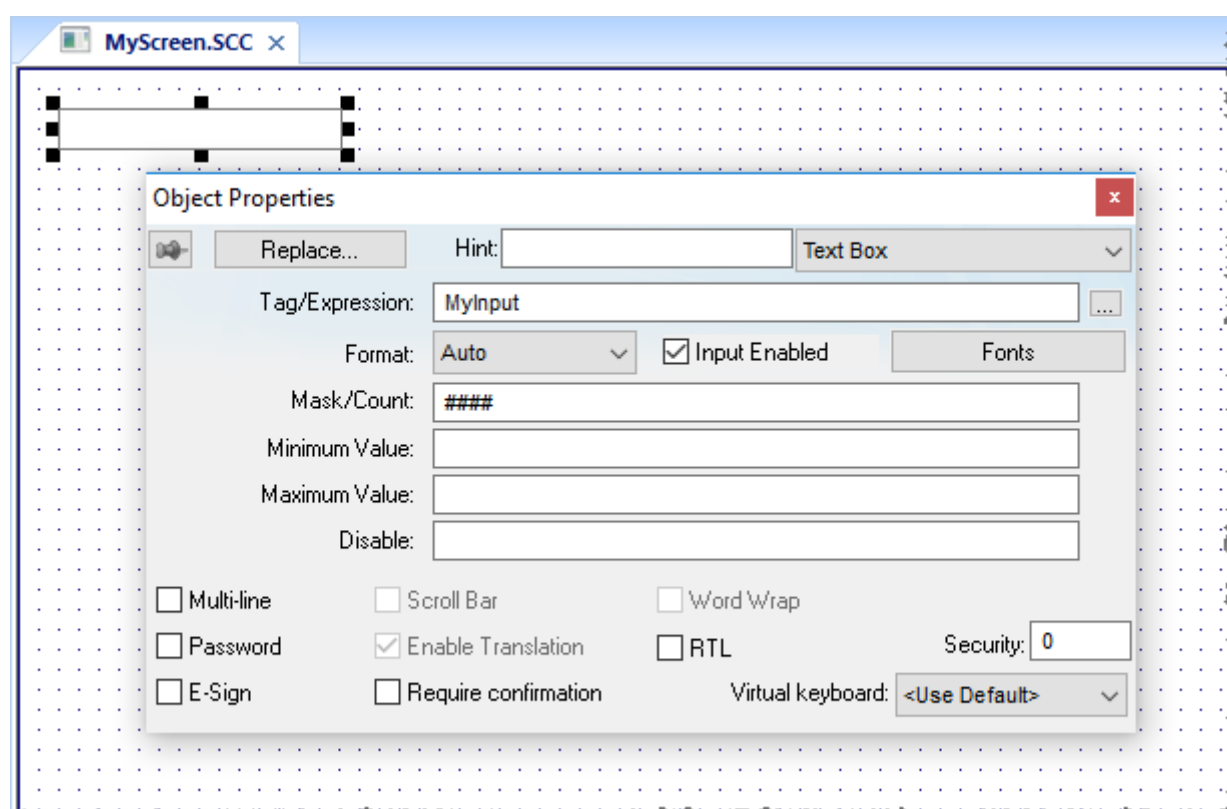 MyScreen.SCC
Object Properties
Replace... Hint: Text Box
Tag/Expression: MyInput ...
Format: Auto Input Enabled Fonts
Mask/Count: ####
Minimum Value:
Maximum Value:
Disable:
Multi-line Scroll Bar Word Wrap
Password Enable Translation RTL Security: 0
E-Sign Require confirmation Virtual keyboard: <Use Default>